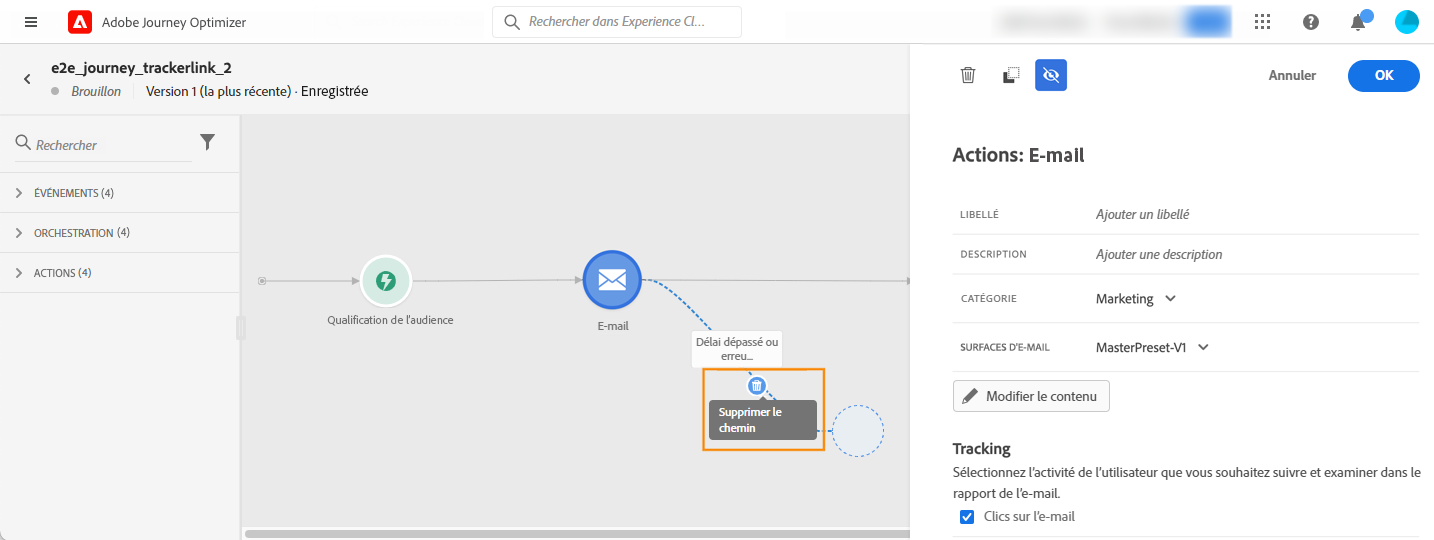 Adobe Journey Optimizer
Rechercher dans Experience Cl...
e2e_journey_trackerlink_2
Brouillon
Version 1 (la plus récente) · Enregistrée
Annuler
OK
Rechercher
ÉVÉNEMENTS (4)
ORCHESTRATION (4)
ACTIONS (4)
Qualification de l'audience
E-mail
Délai dépassé ou
erreu...
Supprimer le
chemin
Actions: E-mail
LIBELLÉ
Ajouter un libellé
DESCRIPTION
Ajouter une description
CATÉGORIE
Marketing
SURFACES D'E-MAIL
MasterPreset-V1
Modifier le contenu
Tracking
Sélectionnez l’activité de l’utilisateur que vous souhaitez suivre et examiner dans le
rapport de l’e-mail.
Clics sur l’e-mail